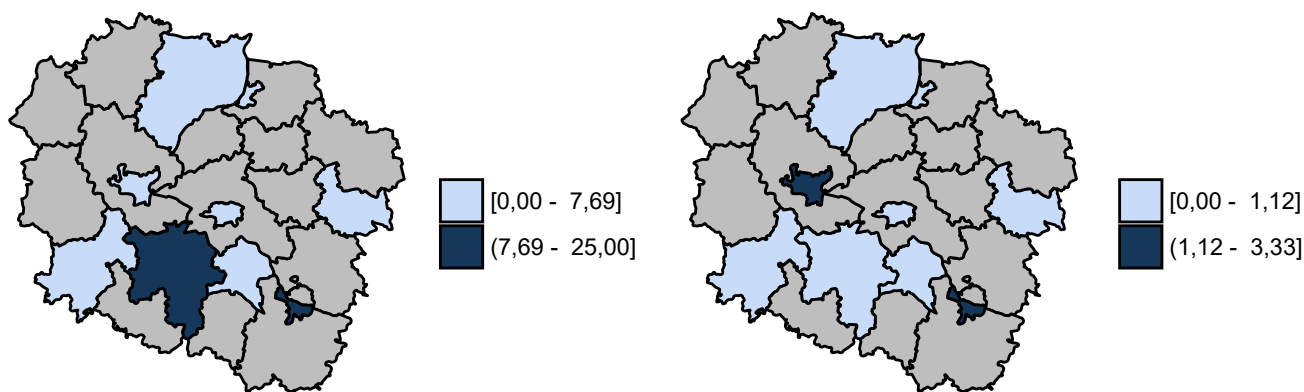 [0,00 - 7,69]
(7,69 - 25,00]
[0,00 - 1,12]
(1,12 - 3,33]